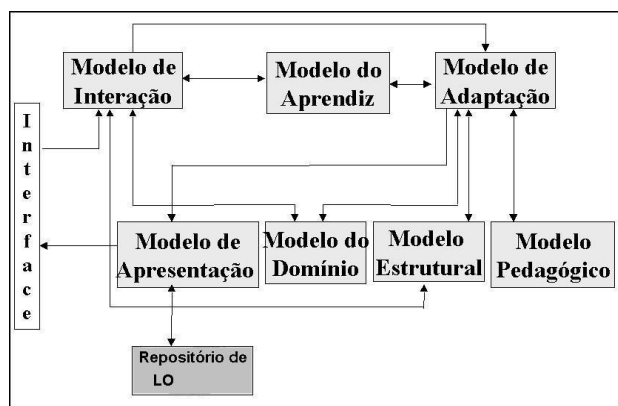 Modelo de
Interação
Modelo do
Aprendiz
Modelo de
Adaptação
Interface
Modelo de
Apresentação
Modelo do
Domínio
Modelo
Estrutural
Modelo
Pedagógico
Repositório de
LO